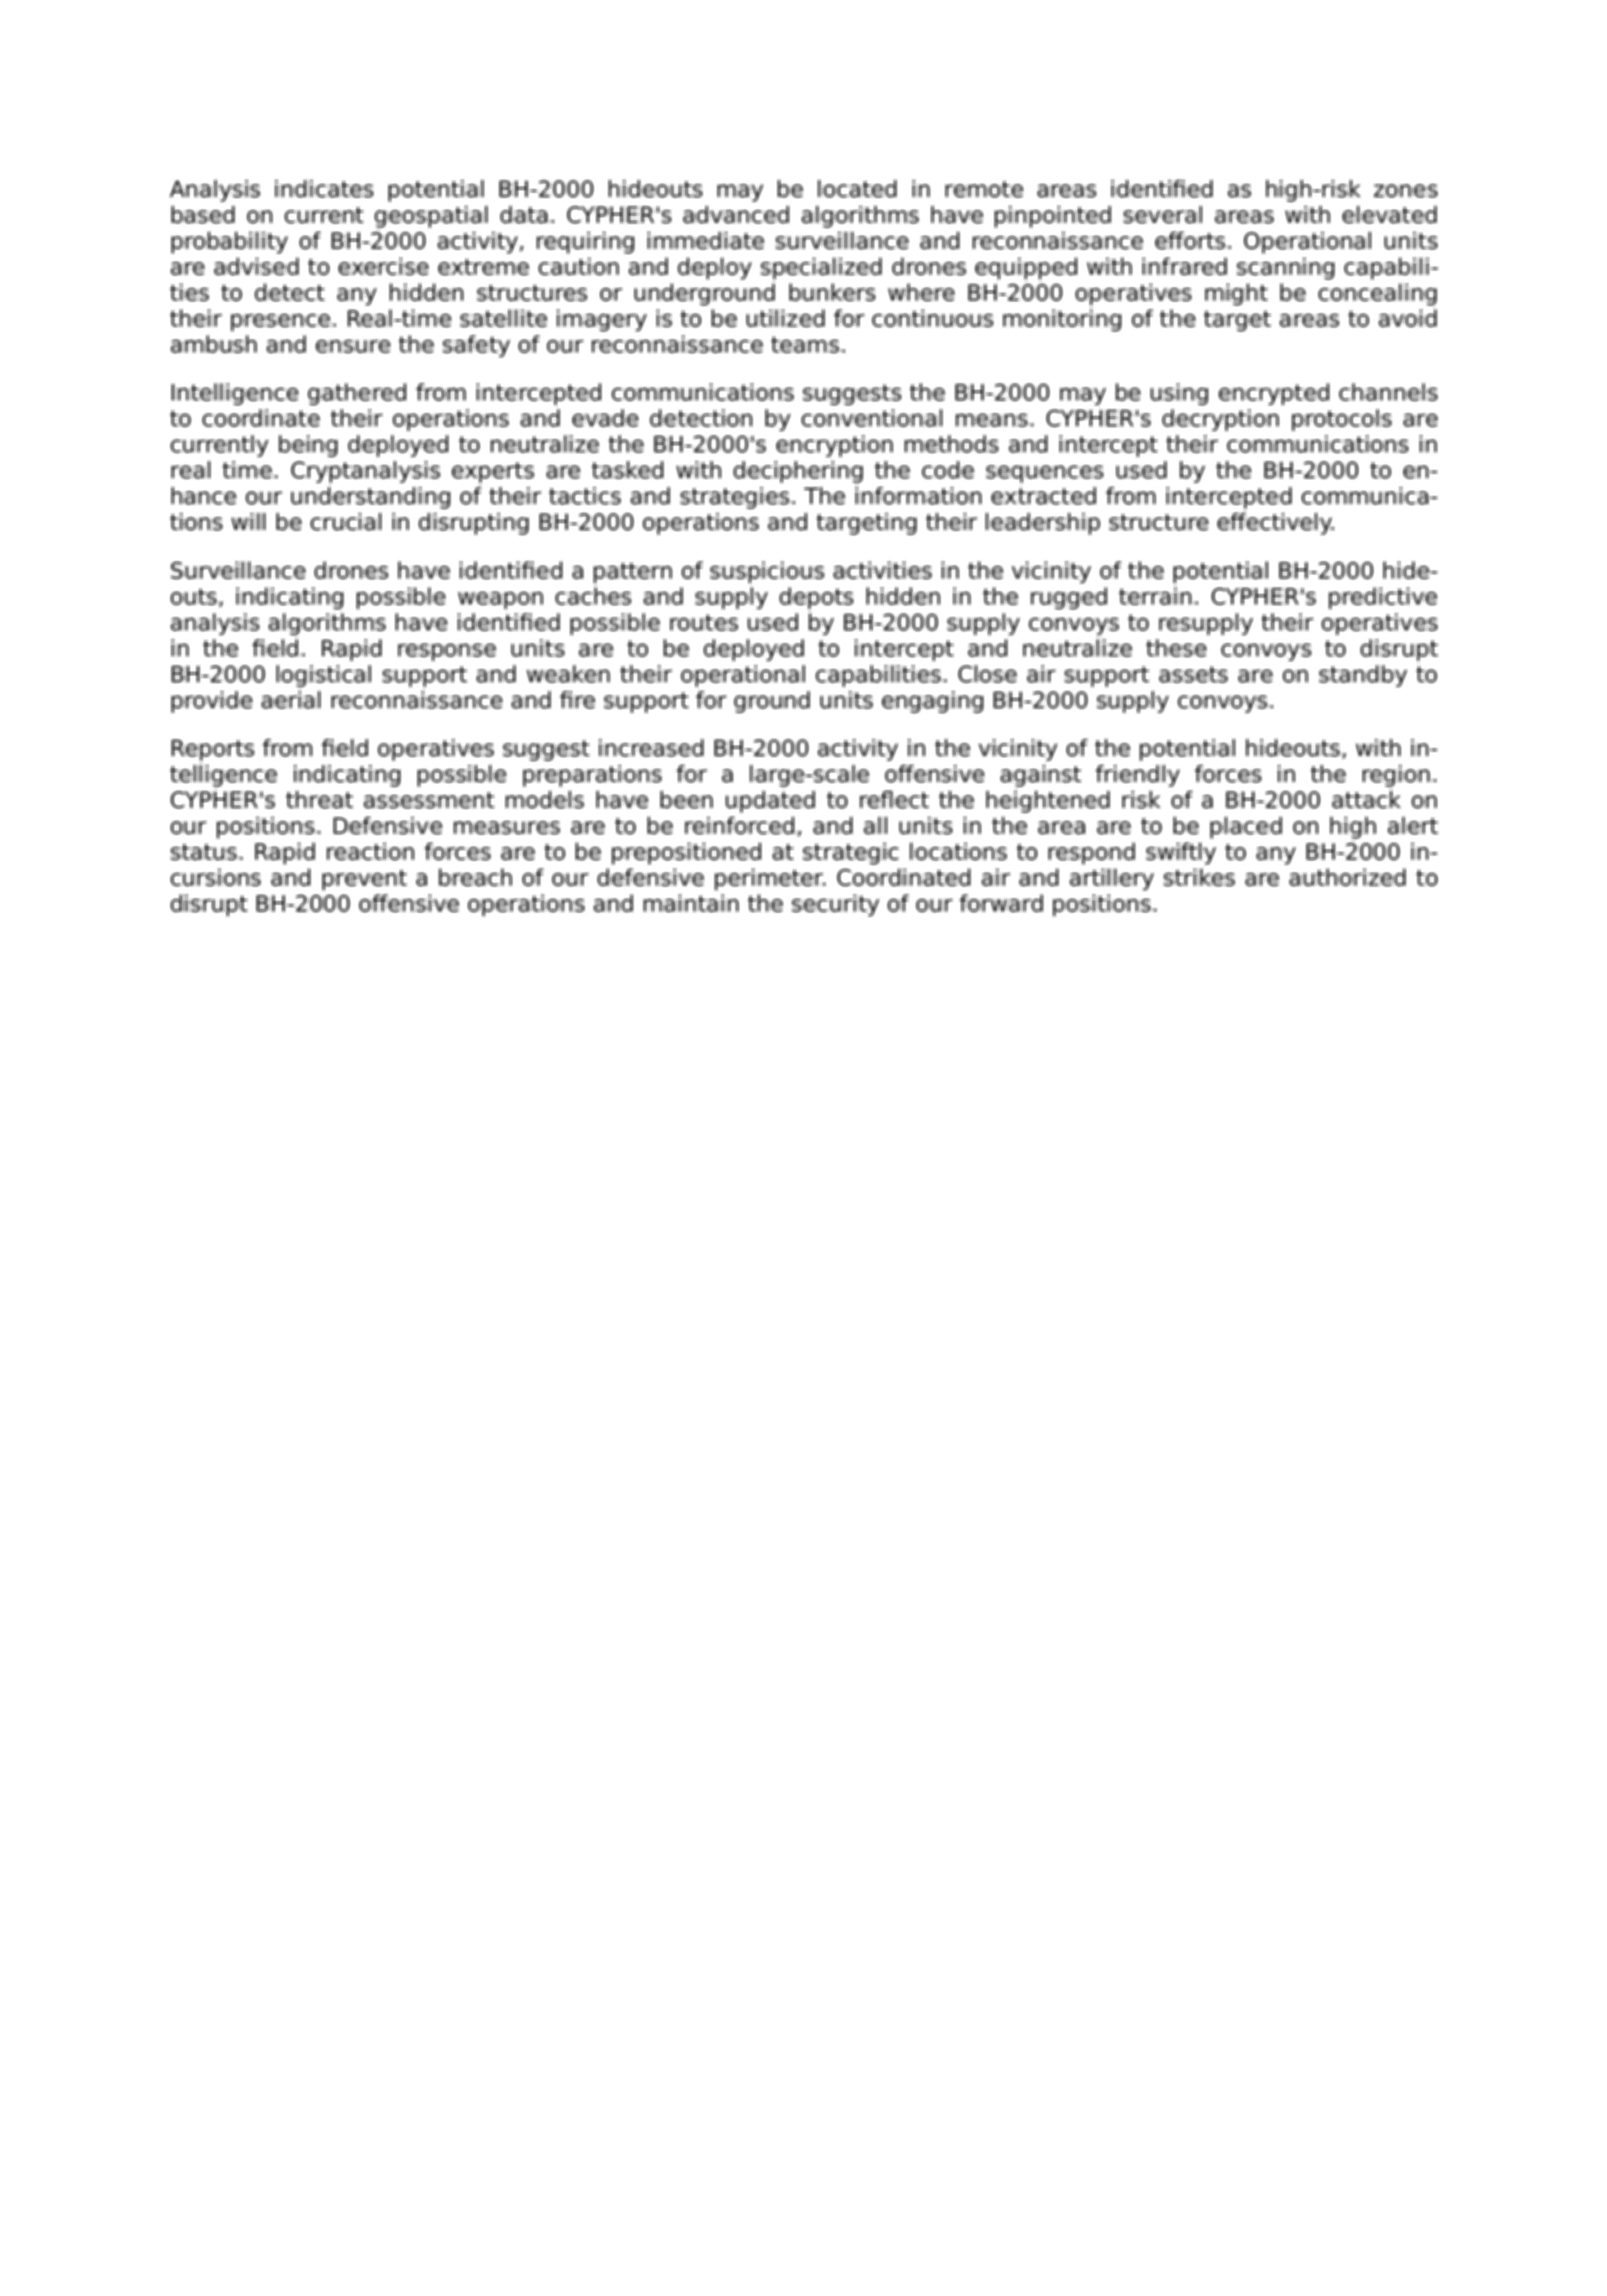 Analysis indicates potential BH-2000 hideouts may be located in remote areas identified as high-risk zones
based on current geospatial data. CYPHER's advanced algorithms have pinpointed several areas with elevated
probability of BH-2000 activity, requiring immediate surveillance and reconnaissance efforts. Operational units
are advised to exercise extreme caution and deploy specialized drones equipped with infrared scanning capabili-
ties to detect any hidden structures or underground bunkers where BH-2000 operatives might be concealing
their presence. Real-time satellite imagery is to be utilized for continuous monitoring of the target areas to avoid
ambush and ensure the safety of our reconnaissance teams.
Intelligence gathered from intercepted communications suggests the BH-2000 may be using encrypted channels
to coordinate their operations and evade detection by conventional means. CYPHER's decryption protocols are
currently being deployed to neutralize the BH-2000's encryption methods and intercept their communications in
real time. Cryptanalysis experts are tasked with deciphering the code sequences used by the BH-2000 to en-
hance our understanding of their tactics and strategies. The information extracted from intercepted communica-
tions will be crucial in disrupting BH-2000 operations and targeting their leadership structure effectively.
Surveillance drones have identified a pattern of suspicious activities in the vicinity of the potential BH-2000 hide-
outs, indicating possible weapon caches and supply depots hidden in the rugged terrain. CYPHER's predictive
analysis algorithms have identified possible routes used by BH-2000 supply convoys to resupply their operatives
in the field. Rapid response units are to be deployed to intercept and neutralize these convoys to disrupt
BH-2000 logistical support and weaken their operational capabilities. Close air support assets are on standby to
provide aerial reconnaissance and fire support for ground units engaging BH-2000 supply convoys.
Reports from field operatives suggest increased BH-2000 activity in the vicinity of the potential hideouts, with in-
telligence indicating possible preparations for a large-scale offensive against friendly forces in the region.
CYPHER's threat assessment models have been updated to reflect the heightened risk of a BH-2000 attack on
our positions. Defensive measures are to be reinforced, and all units in the area are to be placed on high alert
status. Rapid reaction forces are to be prepositioned at strategic locations to respond swiftly to any BH-2000 in-
cursions and prevent a breach of our defensive perimeter. Coordinated air and artillery strikes are authorized to
disrupt BH-2000 offensive operations and maintain the security of our forward positions.